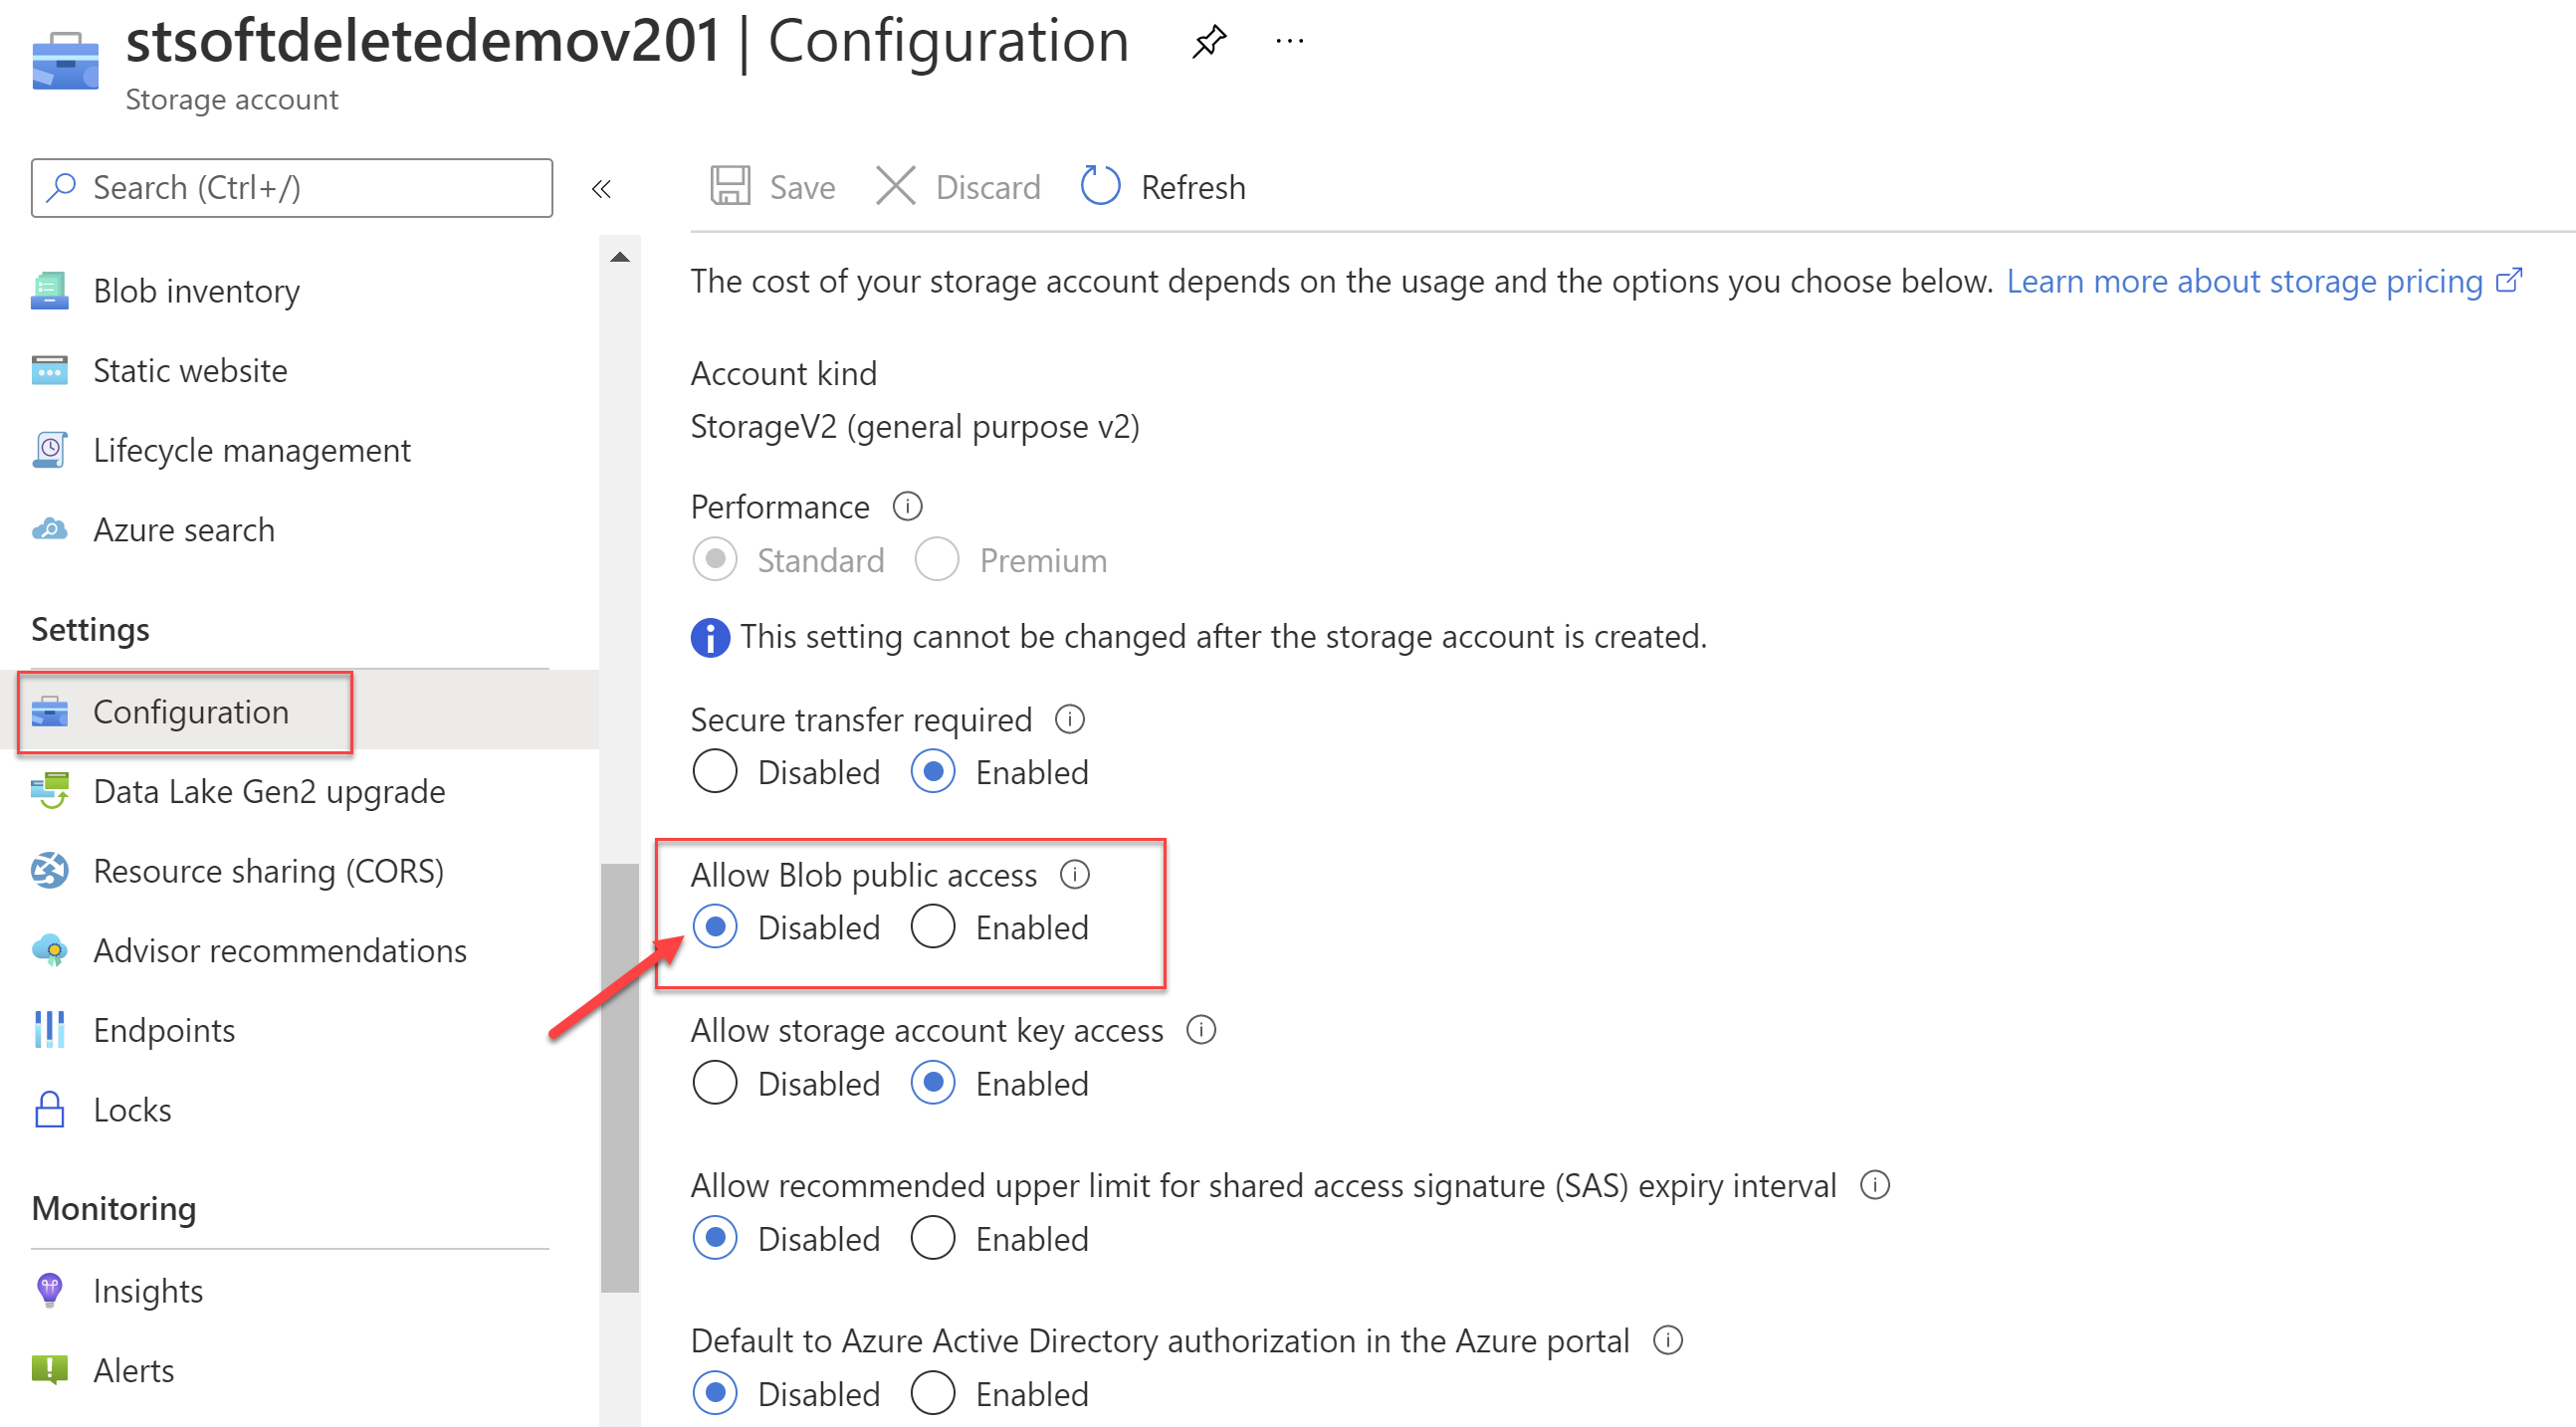 stsoftdeletedemov201 | Configuration
Storage account
Search (Ctrl+/)
Blob inventory
Static website
Lifecycle management
Azure search
Settings
Configuration
Data Lake Gen2 upgrade
Resource sharing (CORS)
Advisor recommendations
Endpoints
Locks
Monitoring
Insights
Alerts
Save Discard Refresh
The cost of your storage account depends on the usage and the options you choose below. Learn more about storage pricing
Account kind
StorageV2 (general purpose v2)
Performance
Standard Premium
This setting cannot be changed after the storage account is created.
Secure transfer required
Disabled Enabled
Allow Blob public access
Disabled Enabled
Allow storage account key access
Disabled Enabled
Allow recommended upper limit for shared access signature (SAS) expiry interval
Disabled Enabled
Default to Azure Active Directory authorization in the Azure portal
Disabled Enabled